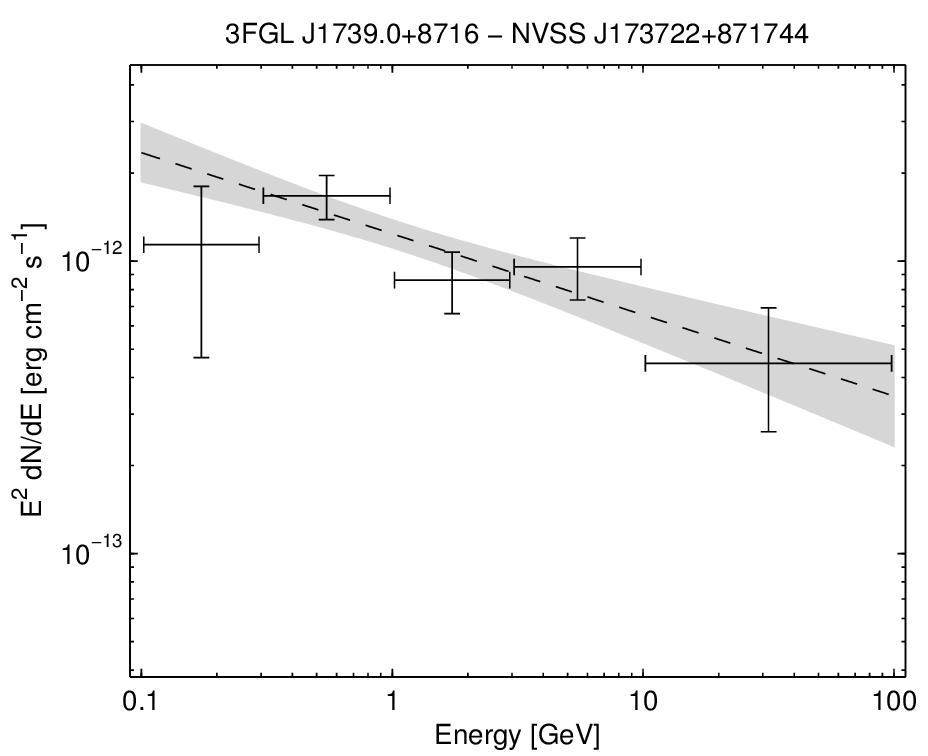 3FGL J1739.0+8716 − NVSS J173722+871744
E² dN/dE [erg cm⁻² s⁻¹]
10⁻¹²
10⁻¹³
0.1 1 10 100
Energy [GeV]